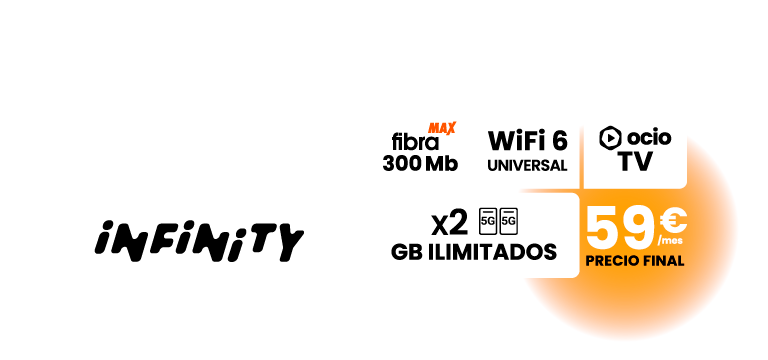 iNFiNiTY
fibra MAX
300 Mb
WiFi 6
UNIVERSAL
ocio
TV
x2 5G 5G
GB ILIMITADOS
59€
/mes
PRECIO FINAL